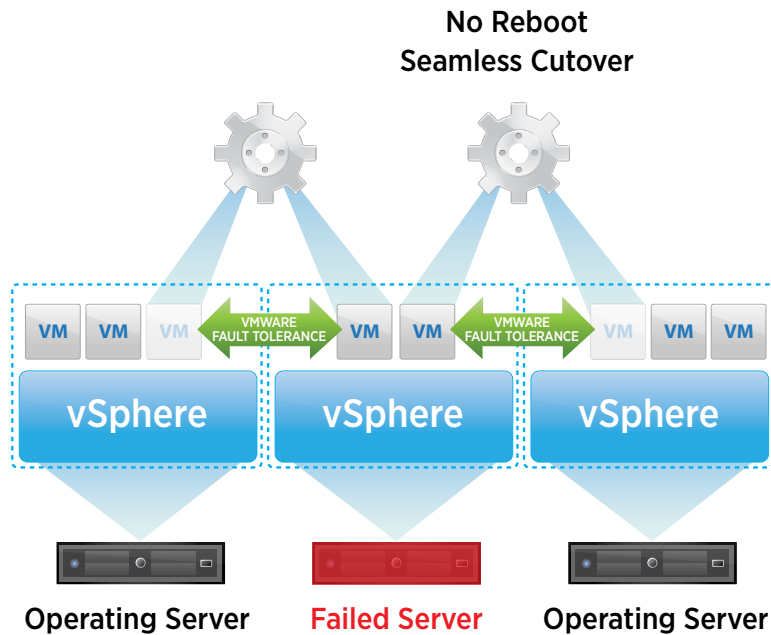 No Reboot
Seamless Cutover
VM VM VM
VMWARE
FAULT TOLERANCE
VM VM
VMWARE
FAULT TOLERANCE
VM VM VM
vSphere
vSphere
vSphere
Operating Server
Failed Server
Operating Server